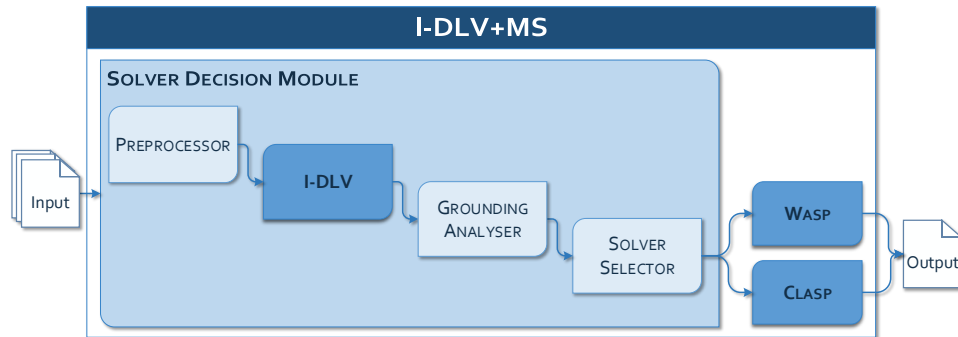 I-DLV+MS
SOLVER DECISION MODULE
PREPROCESSOR
I-DLV
GROUNDING
ANALYSER
SOLVER
SELECTOR
WASP
CLASP
Input
Output